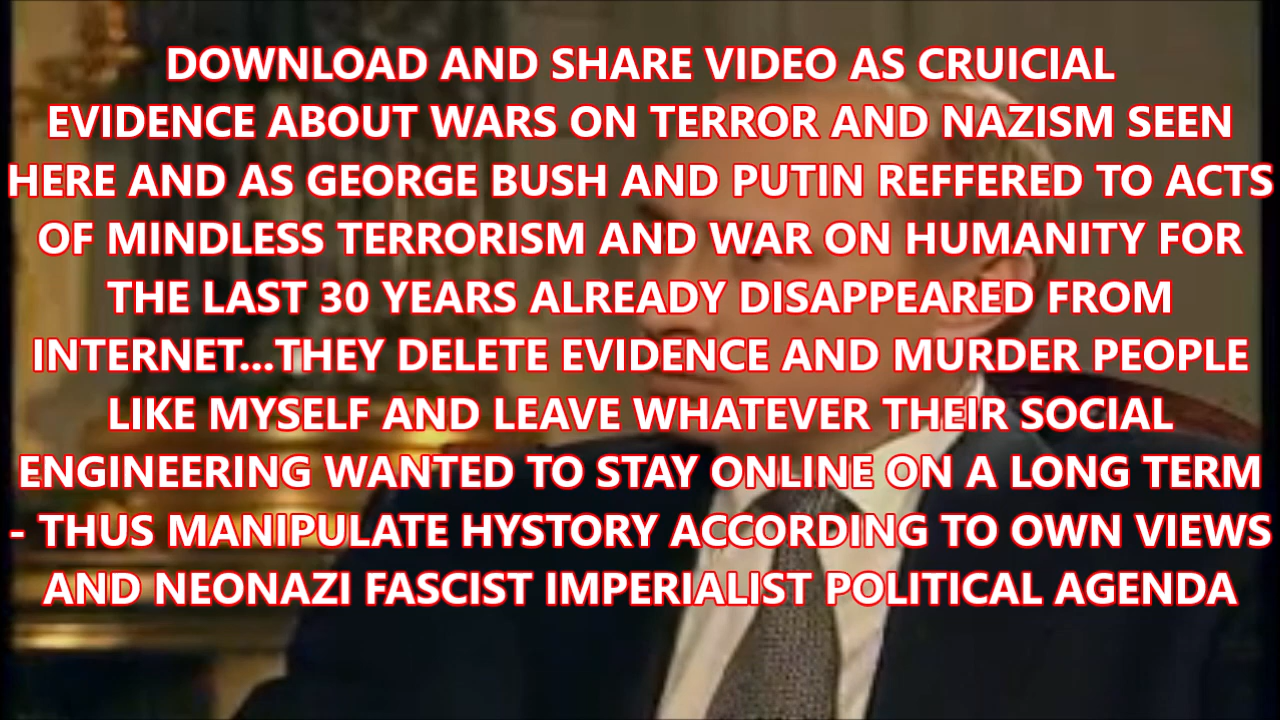 DOWNLOAD AND SHARE VIDEO AS CRUICIAL
EVIDENCE ABOUT WARS ON TERROR AND NAZISM SEEN
HERE AND AS GEORGE BUSH AND PUTIN REFFERED TO ACTS
OF MINDLESS TERRORISM AND WAR ON HUMANITY FOR
THE LAST 30 YEARS ALREADY DISAPPEARED FROM
INTERNET...THEY DELETE EVIDENCE AND MURDER PEOPLE
LIKE MYSELF AND LEAVE WHATEVER THEIR SOCIAL
ENGINEERING WANTED TO STAY ONLINE ON A LONG TERM
- THUS MANIPULATE HYSTORY ACCORDING TO OWN VIEWS
AND NEONAZI FASCIST IMPERIALIST POLITICAL AGENDA